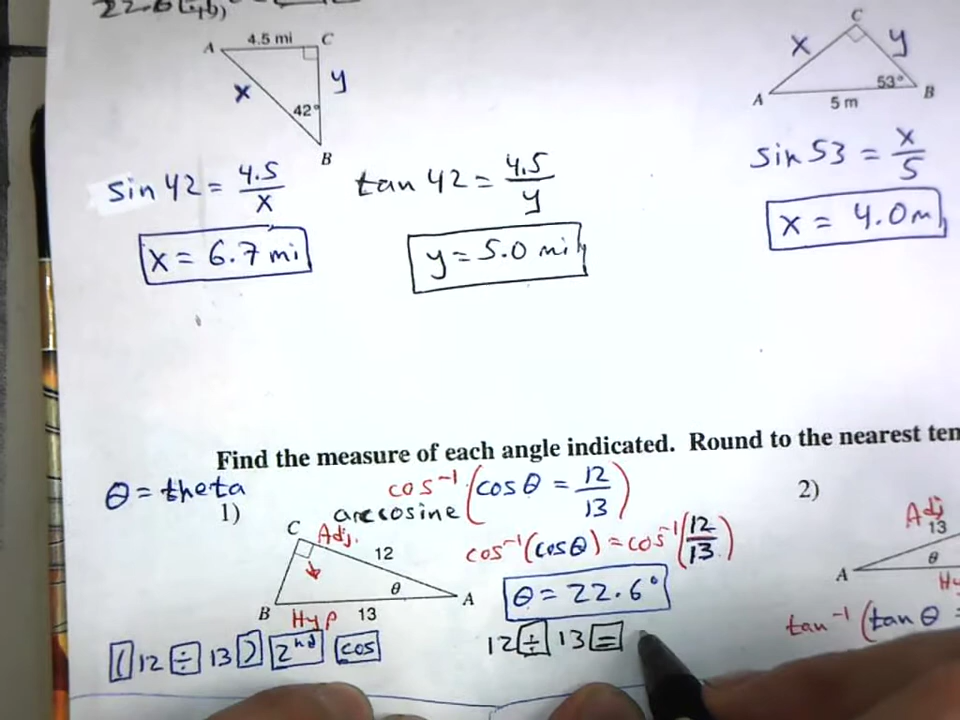 4.5 mi
A C
x y
42°
B
sin 42 = 4.5/x
x = 6.7 mi
tan 42 = 4.5/y
y = 5.0 mi
C
x y
53°
A B
5 m
sin 53 = x/5
x = 4.0 m
Find the measure of each angle indicated. Round to the nearest ten
θ = theta
1)
cos⁻¹ (cos θ = 12/13)
arccosine
cos⁻¹(cos θ) = cos⁻¹(12/13)
θ = 22.6°
C Adj.
12
θ
B A
Hyp 13
( 12 ÷ 13 ) 2nd cos
12 ÷ 13 =
2)
Adj
13
θ
A
Hy
tan⁻¹ (tan θ =